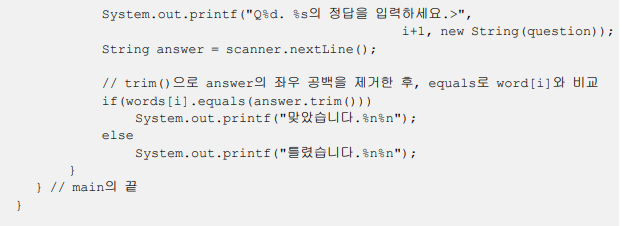 System.out.printf("Q%d. %s의 정답을 입력하세요.>",
i+1, new String(question));
String answer = scanner.nextLine();
// trim()으로 answer의 좌우 공백을 제거한 후, equals로 word[i]와 비교
if(words[i].equals(answer.trim()))
System.out.printf("맞았습니다.%n%n");
else
System.out.printf("틀렸습니다.%n%n");
}
} // main의 끝
}